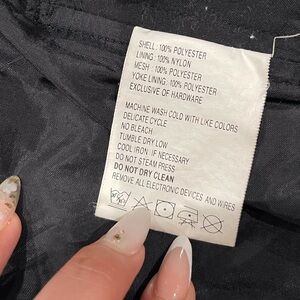 SHELL: 100% POLYESTER
LINING: 100% NYLON
MESH: 100% POLYESTER
YOKE LINING: 100% POLYESTER
EXCLUSIVE OF HARDWARE
MACHINE WASH COLD WITH LIKE COLORS
DELICATE CYCLE
NO BLEACH
TUMBLE DRY LOW
COOL IRON IF NECESSARY
DO NOT STEAM PRESS
DO NOT DRY CLEAN
REMOVE ALL ELECTRONIC DEVICES AND WIRES